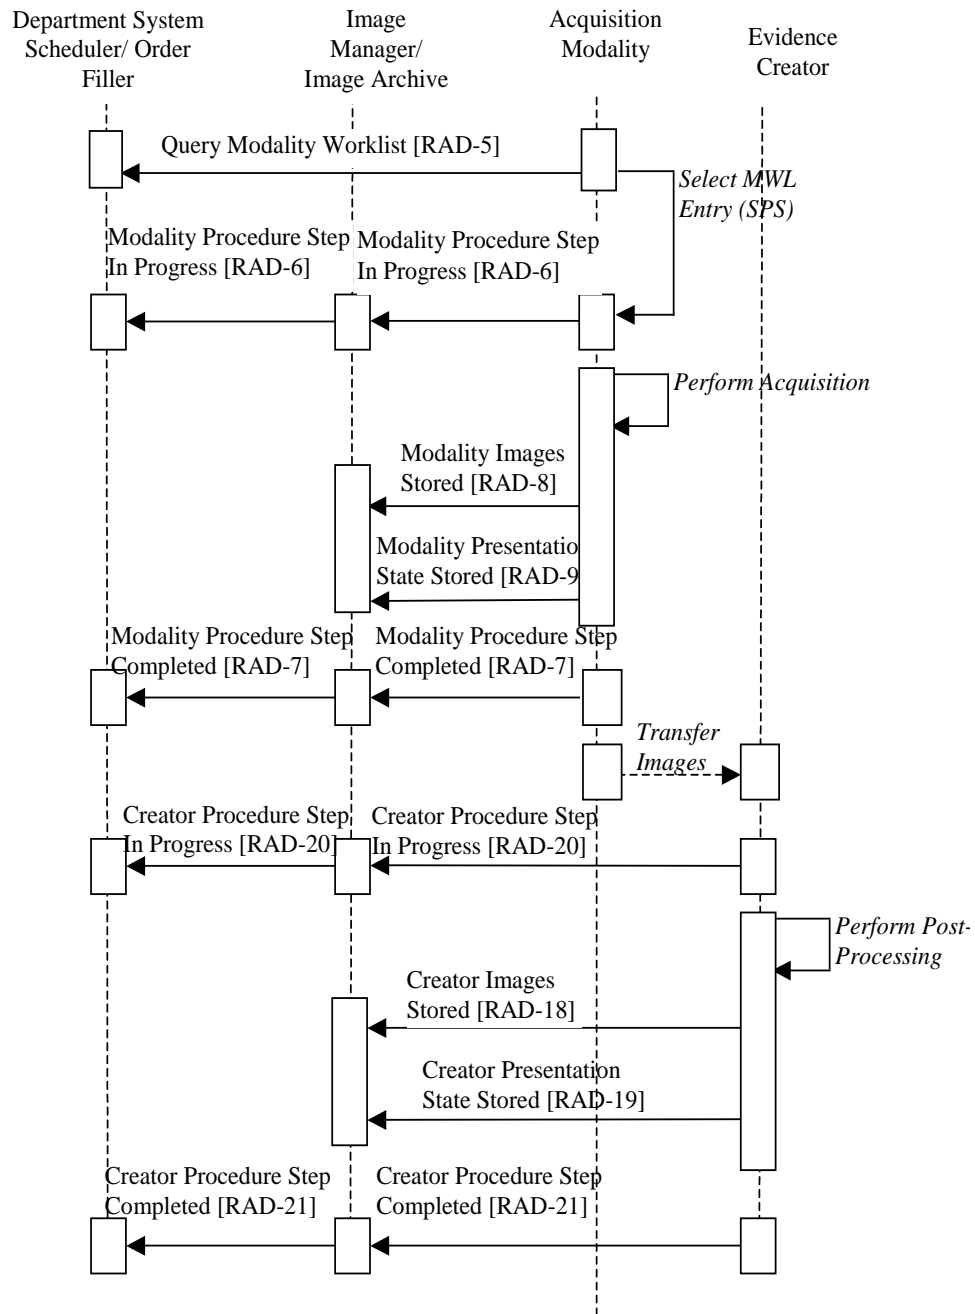 Department System
Scheduler/ Order
Filler
Image
Manager/
Image Archive
Acquisition
Modality
Evidence
Creator
Query Modality Worklist [RAD-5]
Select MWL
Entry (SPS)
Modality Procedure Step
In Progress [RAD-6]
Modality Procedure Step
In Progress [RAD-6]
Perform Acquisition
Modality Images
Stored [RAD-8]
Modality Presentatio
State Stored [RAD-9
Modality Procedure Step
Completed [RAD-7]
Modality Procedure Step
Completed [RAD-7]
Transfer
Images
Creator Procedure Step
In Progress [RAD-20]
Creator Procedure Step
In Progress [RAD-20]
Perform Post-
Processing
Creator Images
Stored [RAD-18]
Creator Presentation
State Stored [RAD-19]
Creator Procedure Step
Completed [RAD-21]
Creator Procedure Step
Completed [RAD-21]